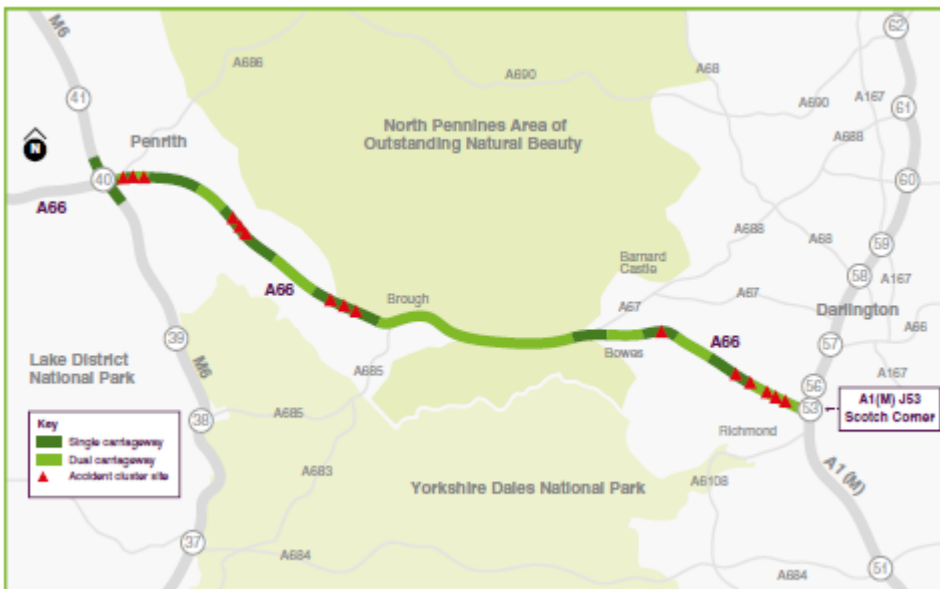 M6
62
A686
A690
A68
41
A690
A167
61
North Pennines Area of
Outstanding Natural Beauty
A688
Penrith
N
40
60
A66
A688
A68
59
Barnard
Castle
58
A167
A66
Brough
A67
A67
Darlington
A66
39
Bowes
A66
57
Lake District
National Park
M6
A685
A167
56
A1(M) J53
Scotch Corner
53
38
A685
Key
Single carriageway
Dual carriageway
Accident cluster site
Richmond
A683
Yorkshire Dales National Park
A6108
A1 (M)
37
A684
A684
51